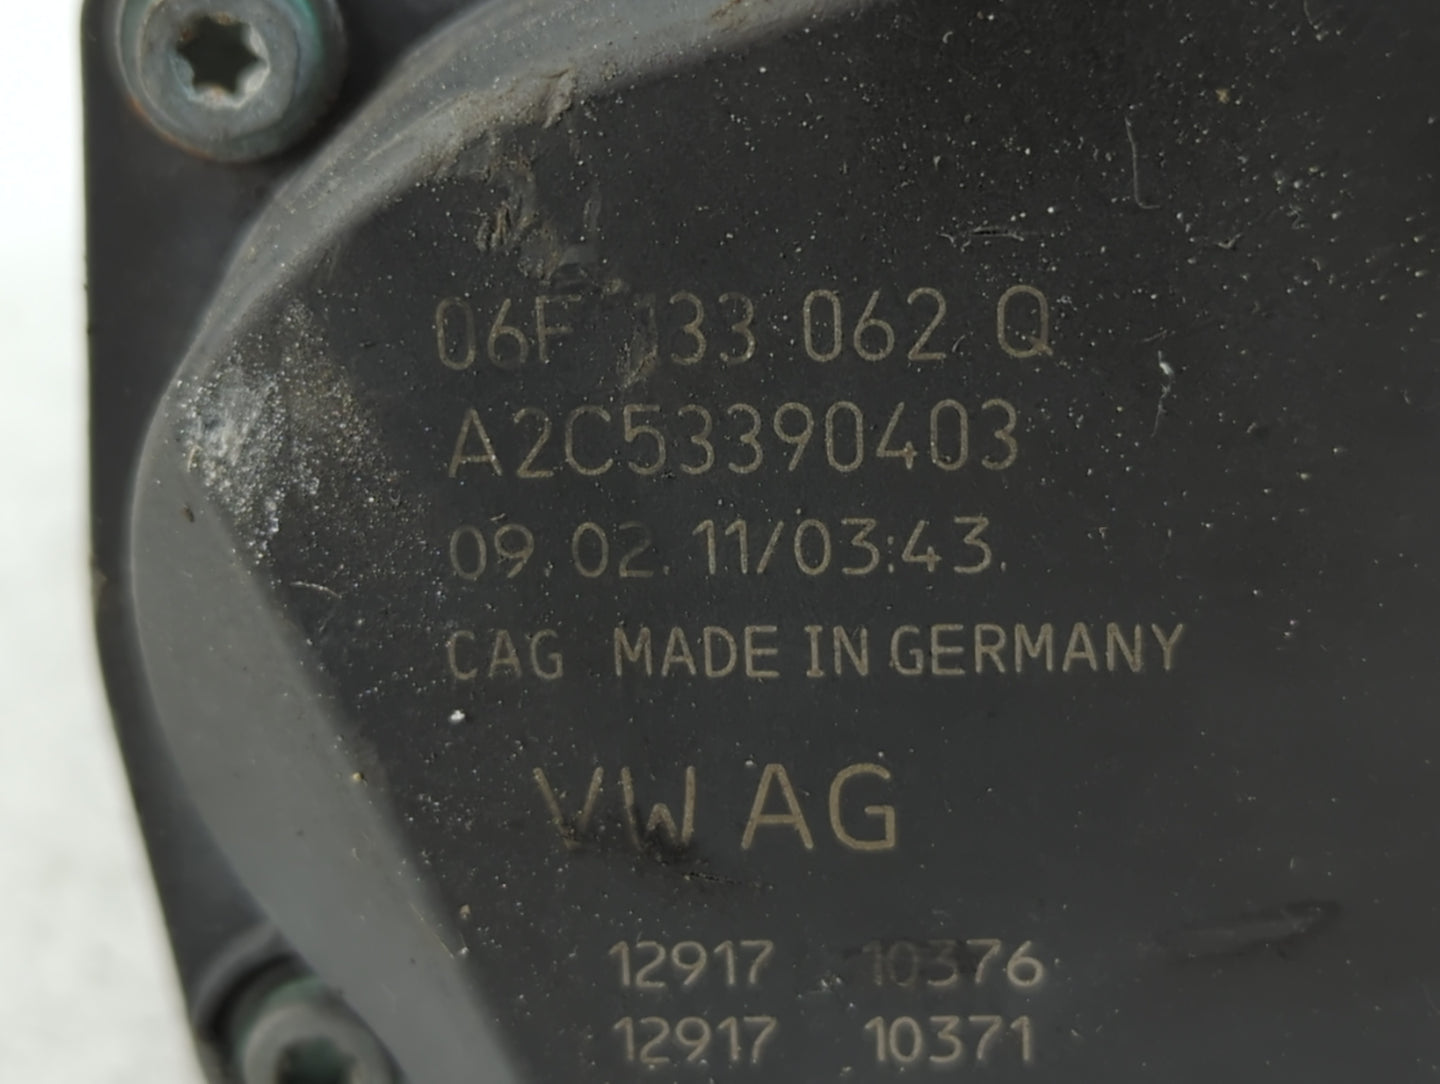 06F 133 062 Q
A2C53390403
09.02.11/03:43.
CAG MADE IN GERMANY
VW AG
12917 10376
12917 10371